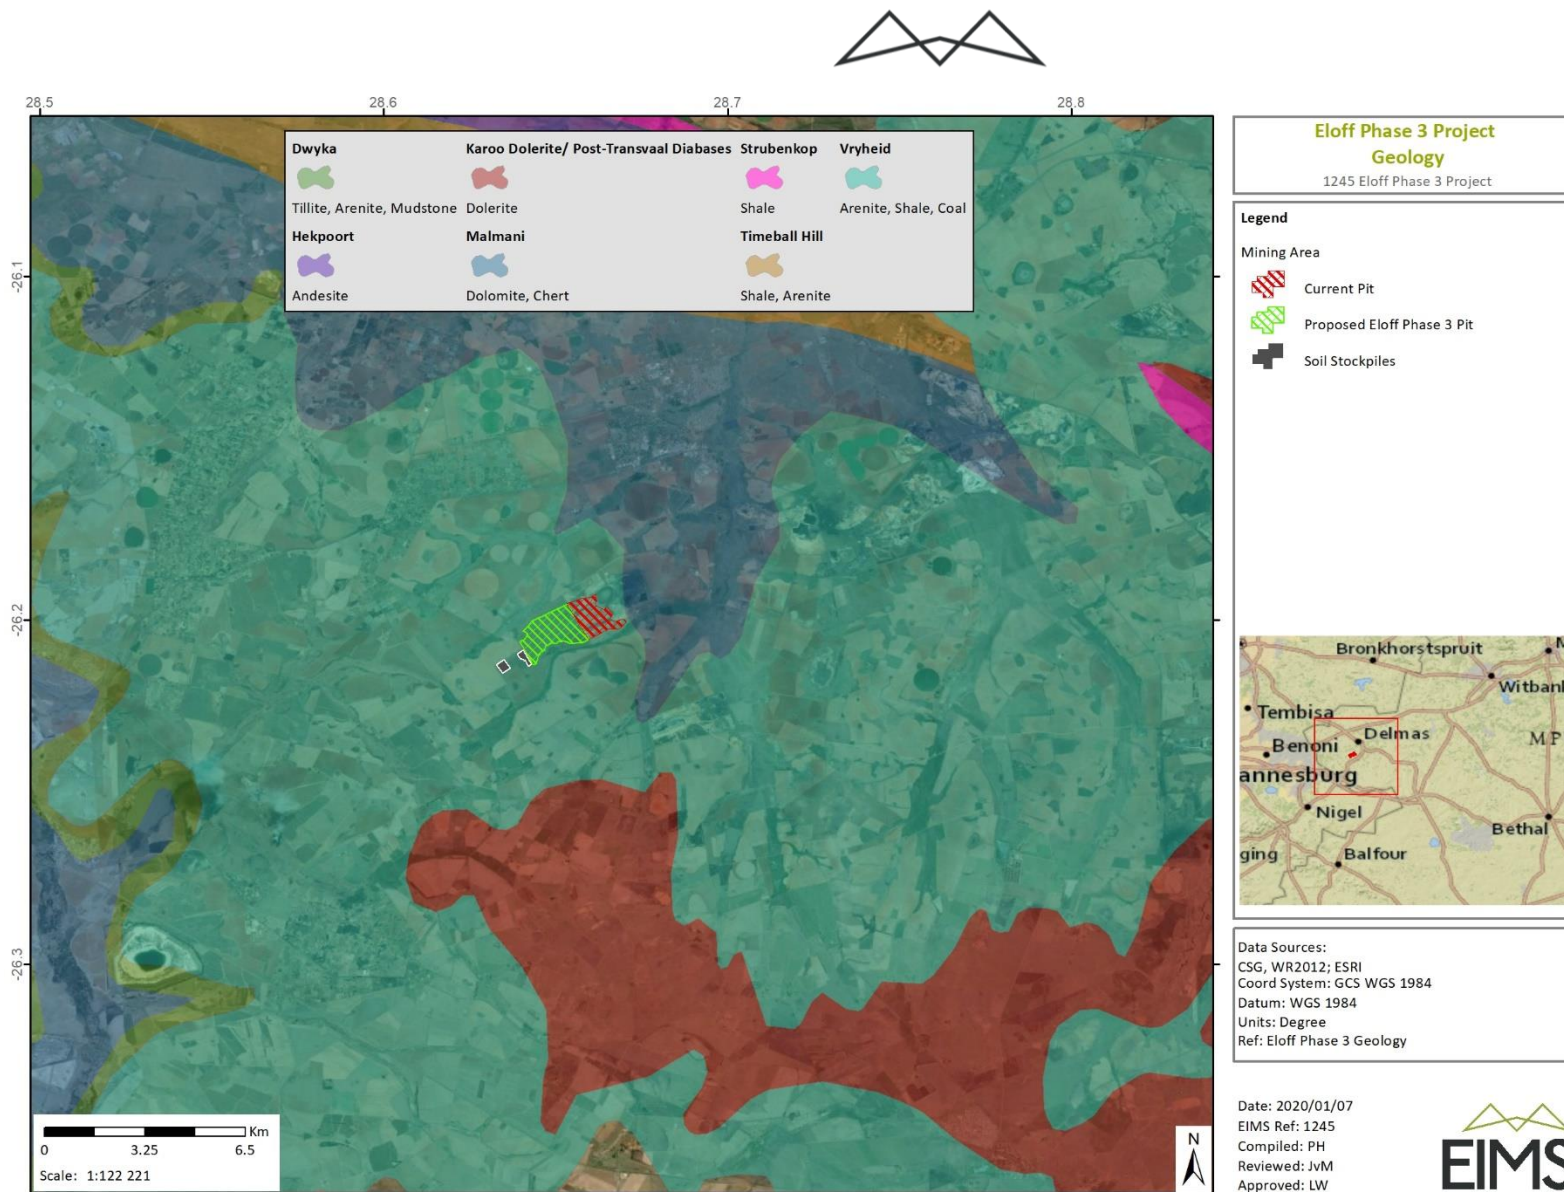 28.5 28.6 28.7 28.8
Dwyka Karoo Dolerite/ Post-Transvaal Diabases Strubenkop Vryheid
Tillite, Arenite, Mudstone Dolerite Shale Arenite, Shale, Coal
Hekpoort Malmani Timeball Hill
Andesite Dolomite, Chert Shale, Arenite
-26.1
-26.2
-26.3
Km
0 3.25 6.5
Scale: 1:122 221
N
Eloff Phase 3 Project
Geology
1245 Eloff Phase 3 Project
Legend
Mining Area
Current Pit
Proposed Eloff Phase 3 Pit
Soil Stockpiles
Bronkhorstspruit
Witban
Tembisa
Delmas
Benoni
MP
annesburg
Nigel
Bethal
ging
Balfour
Data Sources:
CSG, WR2012; ESRI
Coord System: GCS WGS 1984
Datum: WGS 1984
Units: Degree
Ref: Eloff Phase 3 Geology
Date: 2020/01/07
EIMS Ref: 1245
Compiled: PH
Reviewed: JvM
Approved: LW
EIMS